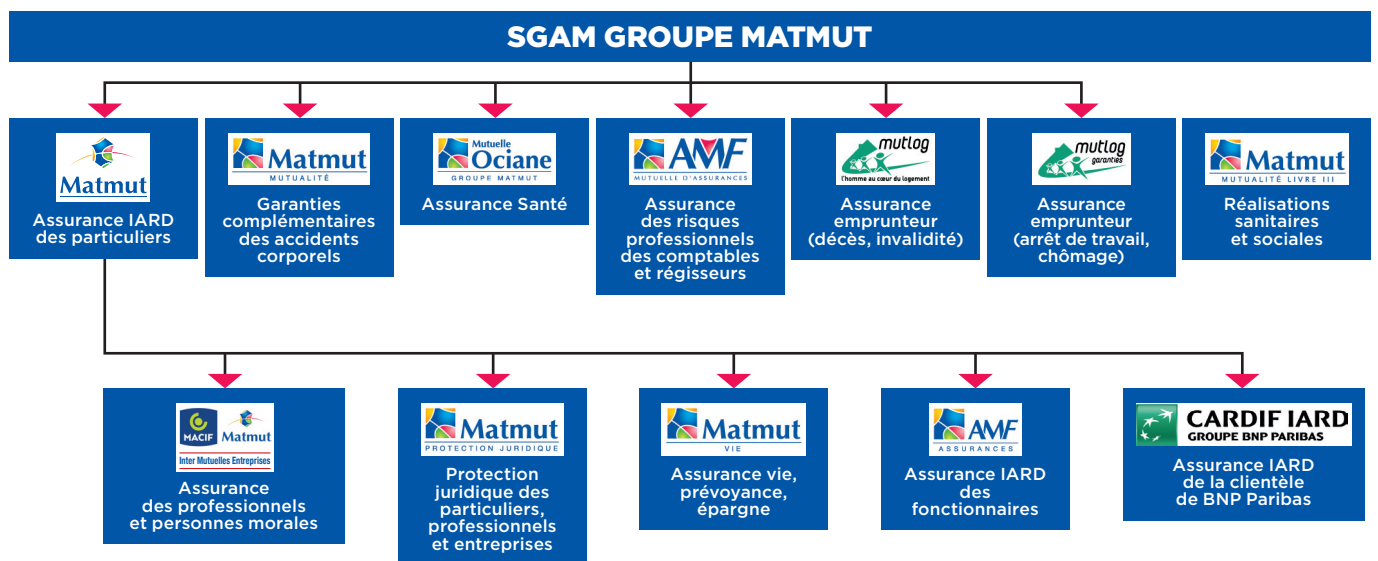 SGAM GROUPE MATMUT
Matmut
Assurance IARD
des particuliers
Matmut
MUTUALITÉ
Garanties
complémentaires
des accidents
corporels
Mutuelle
Ociane
GROUPE MATMUT
Assurance Santé
AMF
MUTUELLE D'ASSURANCES
Assurance
des risques
professionnels
des comptables
et régisseurs
mutlog
l'homme au cœur du logement
Assurance
emprunteur
(décès, invalidité)
mutlog
garanties
Assurance
emprunteur
(arrêt de travail,
chômage)
Matmut
MUTUALITÉ LIVRE III
Réalisations
sanitaires
et sociales
MACIF Matmut
Inter Mutuelles Entreprises
Assurance
des professionnels
et personnes morales
Matmut
PROTECTION JURIDIQUE
Protection
juridique des
particuliers,
professionnels
et entreprises
Matmut
VIE
Assurance vie,
prévoyance,
épargne
AMF
ASSURANCES
Assurance IARD
des
fonctionnaires
CARDIF IARD
GROUPE BNP PARIBAS
Assurance IARD
de la clientèle
de BNP Paribas